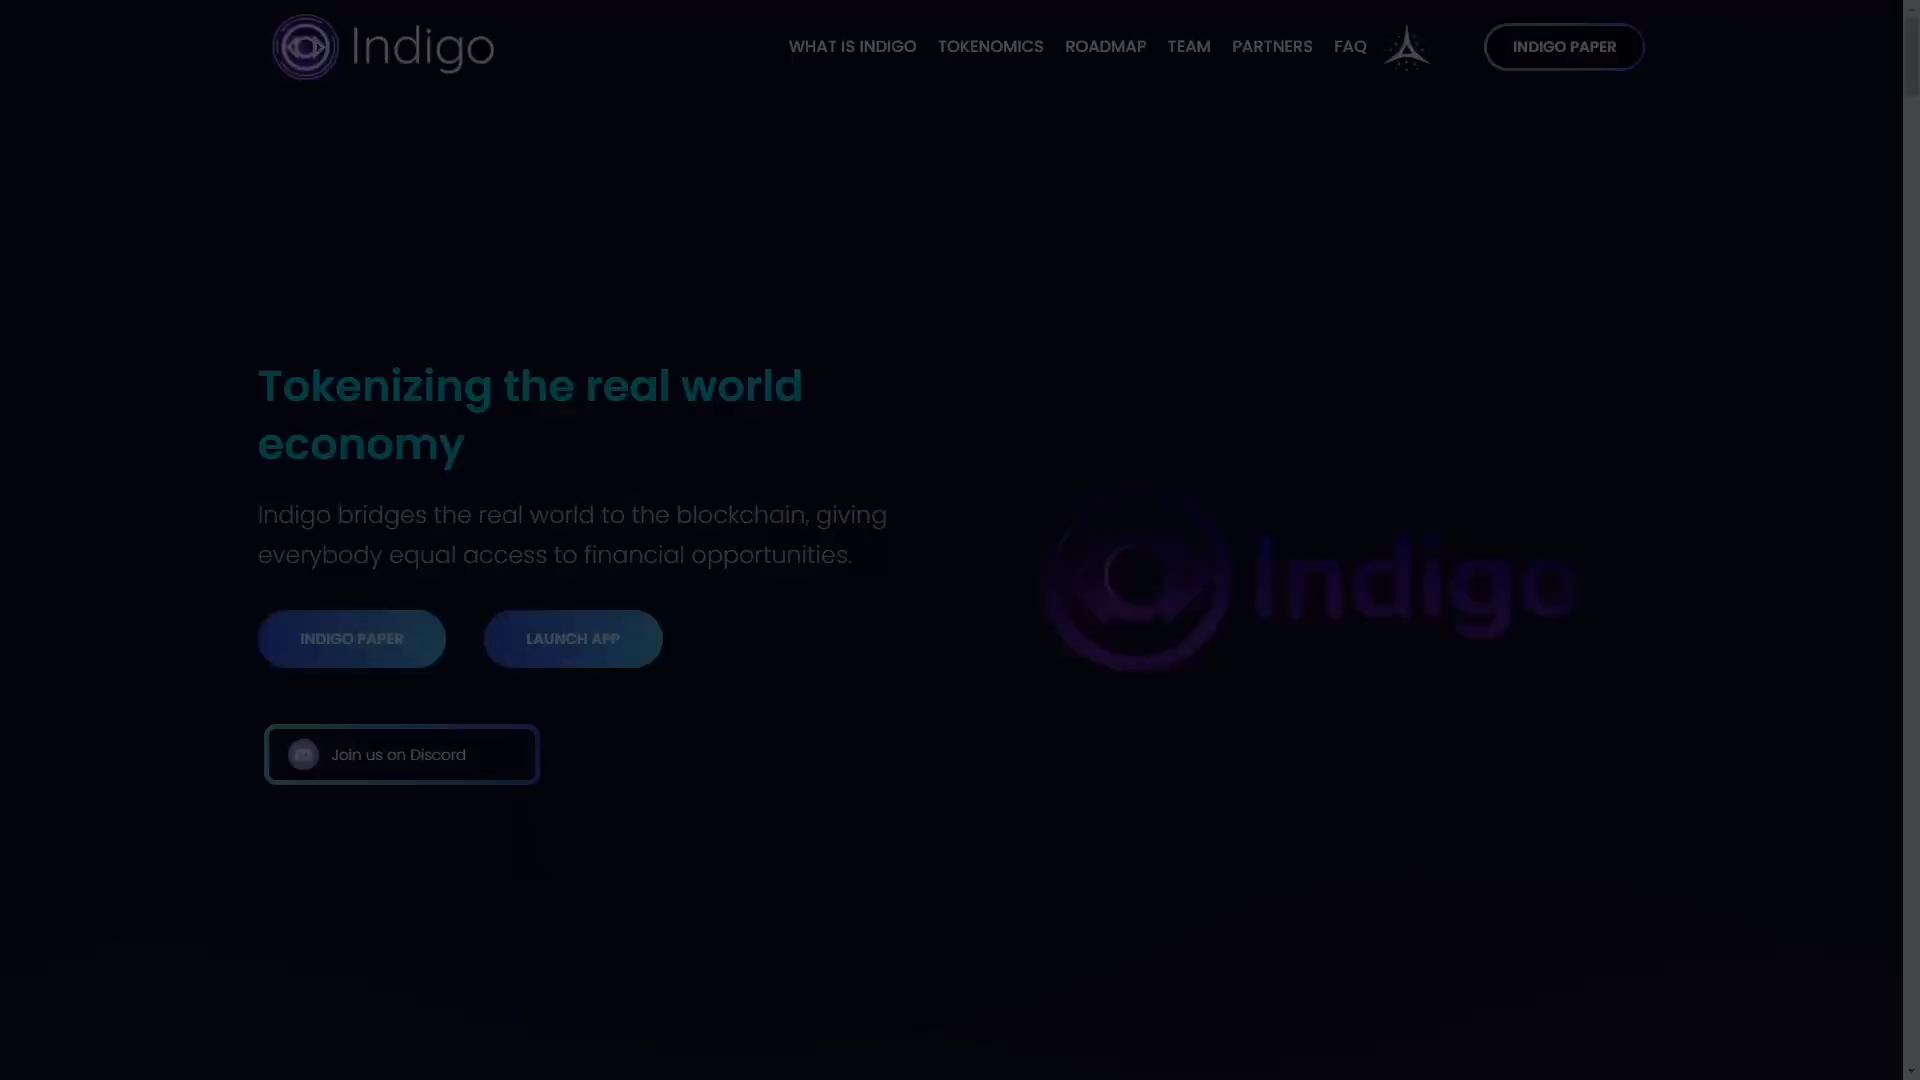 Indigo
WHAT IS INDIGO TOKENOMICS ROADMAP TEAM PARTNERS FAQ
INDIGO PAPER
Tokenizing the real world
economy
Indigo bridges the real world to the blockchain, giving
everybody equal access to financial opportunities.
Indigo
INDIGO PAPER LAUNCH APP
Join us on Discord